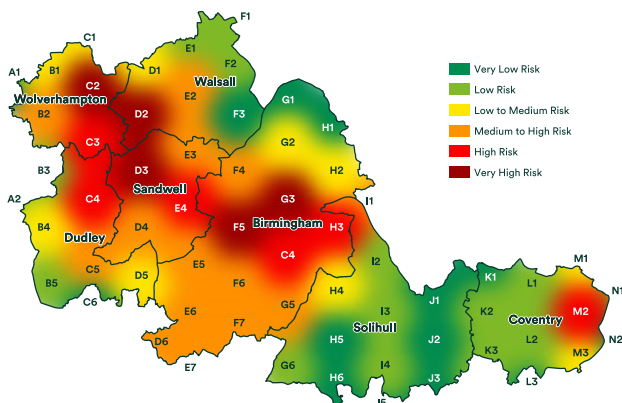 F1
C1
E1
A1
B1
D1
F2
Walsall
C2
Wolverhampton
E2
G1
B2
D2
F3
H1
C3
G2
E3
B3
D3
F4
H2
Sandwell
A2
C4
E4
G3
I1
B4
D4
F5
Birmingham
H3
Dudley
C4
I2
C5
D5
E5
B5
F6
H4
K1
L1
M1
C6
G5
J1
N1
E6
I3
K2
M2
F7
Solihull
Coventry
D6
H5
J2
L2
N2
E7
G6
I4
K3
M3
H6
J3
L3
I5
Very Low Risk
Low Risk
Low to Medium Risk
Medium to High Risk
High Risk
Very High Risk